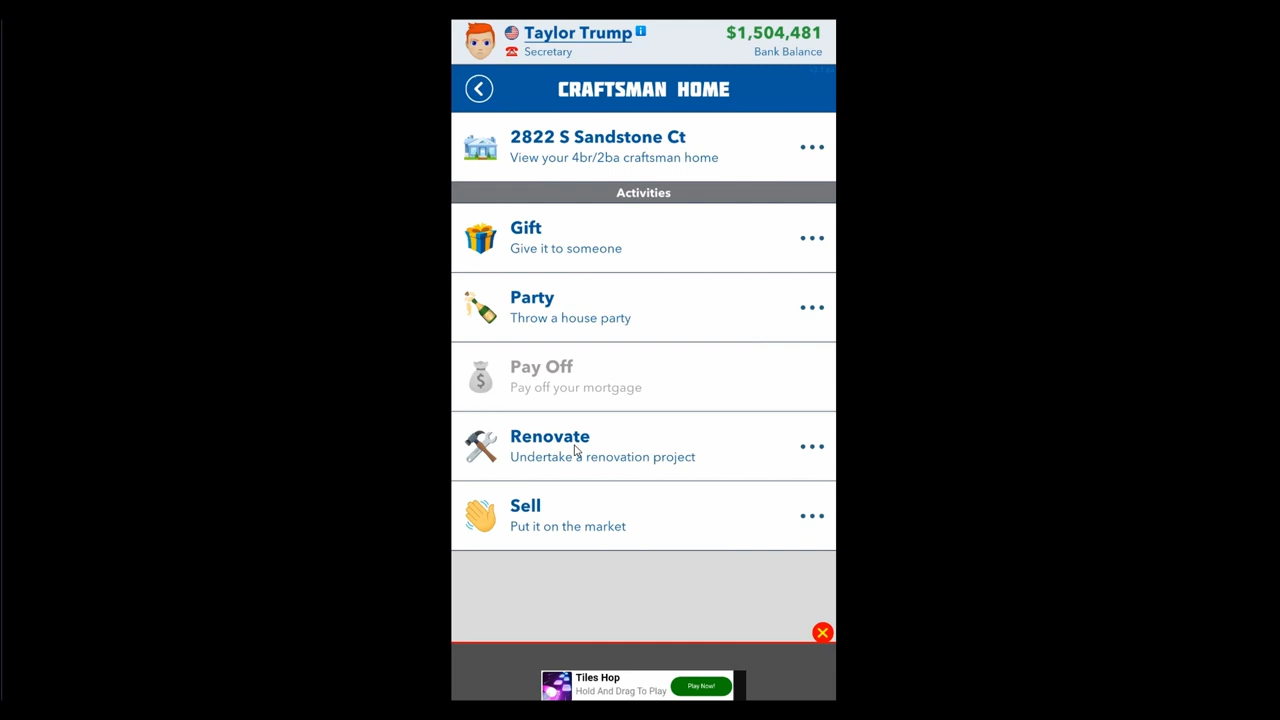 Taylor Trump
$1,504,481
Secretary
Bank Balance
CRAFTSMAN HOME
2822 S Sandstone Ct
View your 4br/2ba craftsman home
Activities
Gift
Give it to someone
Party
Throw a house party
Pay Off
Pay off your mortgage
Renovate
Undertake a renovation project
Sell
Put it on the market
Tiles Hop
Hold And Drag To Play
Play Now!